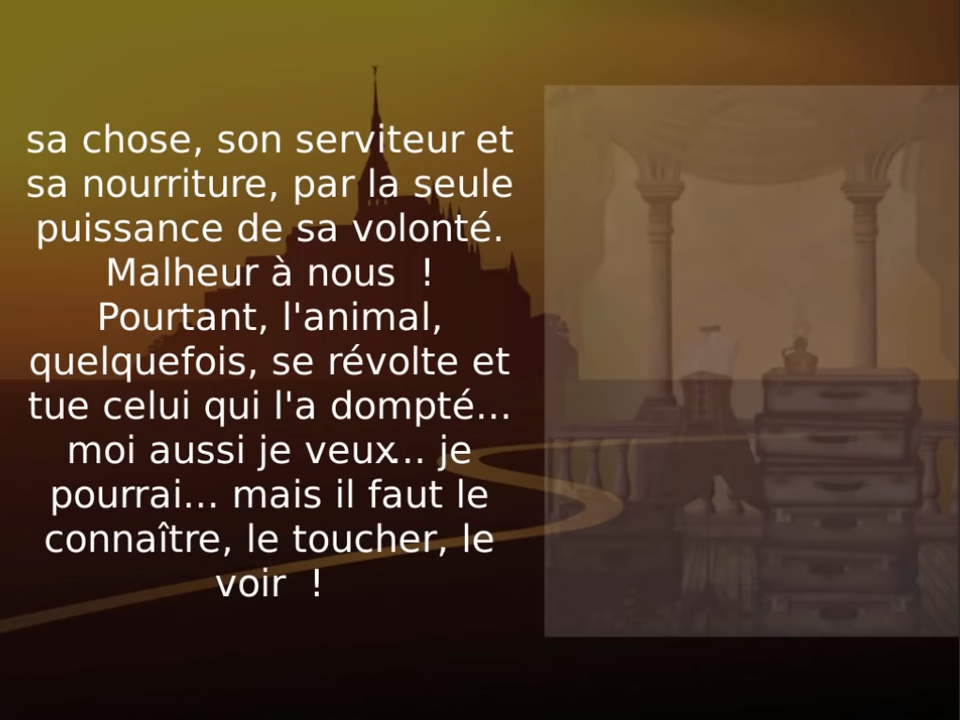 sa chose, son serviteur et
sa nourriture, par la seule
puissance de sa volonté.
Malheur à nous  !
Pourtant, l'animal,
quelquefois, se révolte et
tue celui qui l'a dompté...
moi aussi je veux... je
pourrai... mais il faut le
connaître, le toucher, le
voir  !